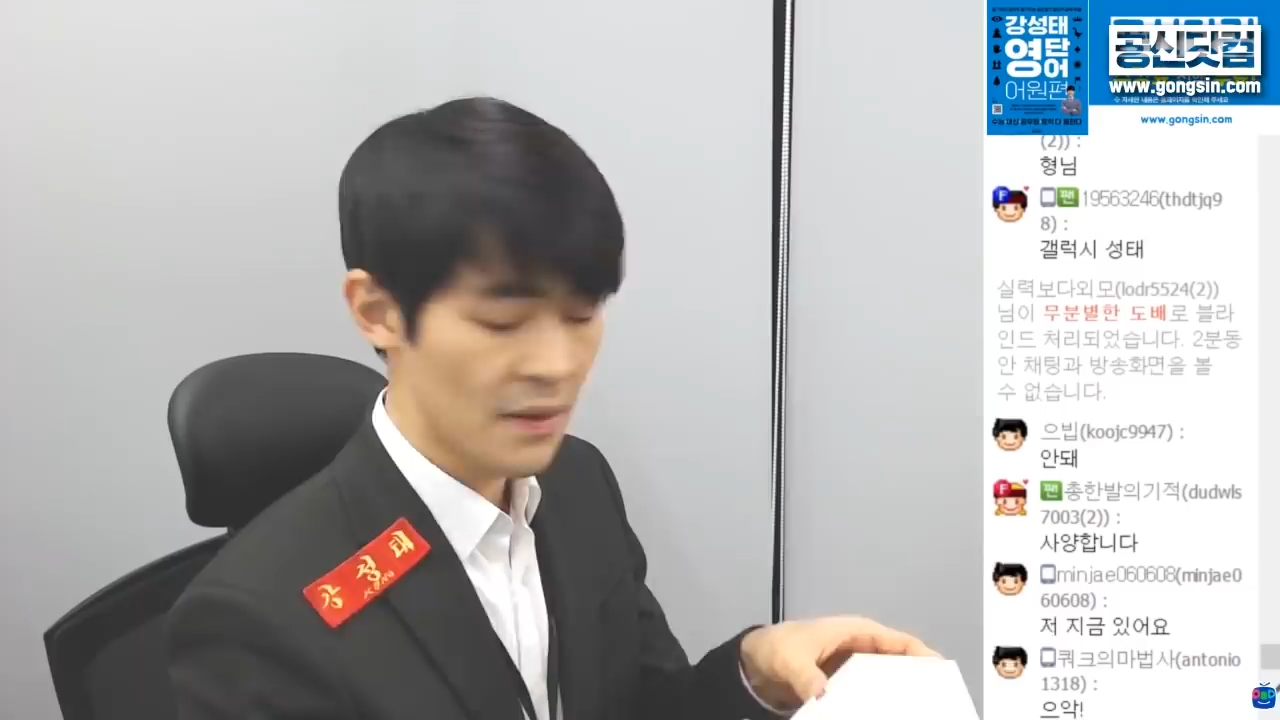 강성태
영단어
어원편
공신닷컴
www.gongsin.com
www.gongsin.com
(2)) :
형님
19563246(thdtjq9
8) :
갤럭시 성태
실력보다외모(lodr5524(2))
님이 무분별한 도배로 블라
인드 처리되었습니다. 2분동
안 채팅과 방송화면을 볼
수 없습니다.
으빕(koojc9947) :
안돼
팬 총한발의기적(dudwls
7003(2)) :
사양합니다
minjae060608(minjae0
60608) :
저 지금 있어요
쿼크의마법사(antonio
1318) :
으악!
강성태